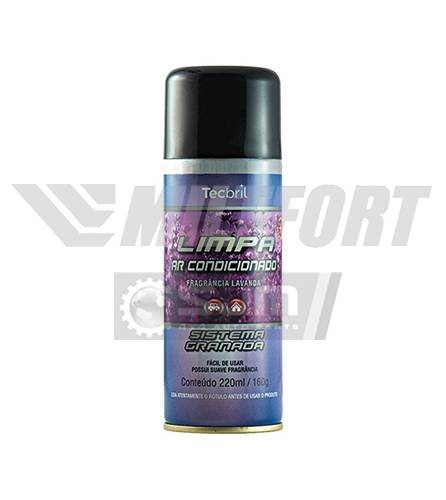 Tecbril
LIMPA
AR CONDICIONADO
FRAGRÂNCIA LAVANDA
SISTEMA
GRANADA
FÁCIL DE USAR
POSSUI SUAVE FRAGRÂNCIA
Conteúdo 220ml / 160g
LEIA ATENTAMENTE O RÓTULO ANTES DE USAR O PRODUTO